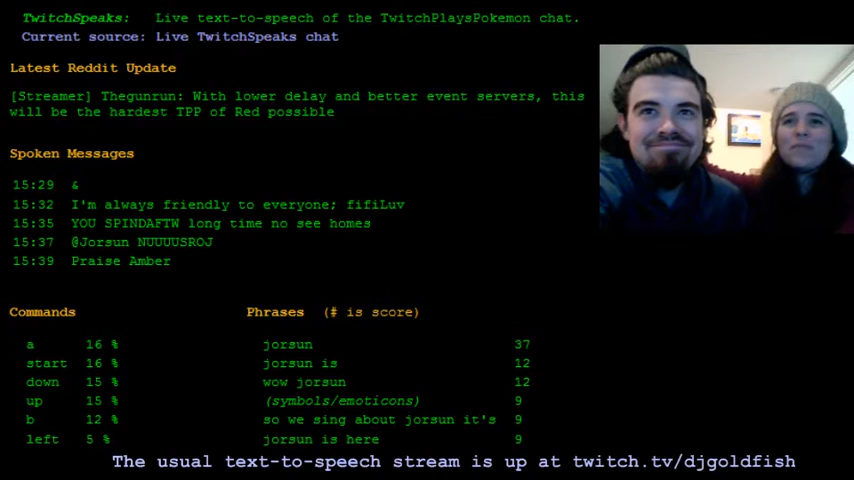 TwitchSpeaks: Live text-to-speech of the TwitchPlaysPokemon chat.
Current source: Live TwitchSpeaks chat
Latest Reddit Update
[Streamer] Thegunrun: With lower delay and better event servers, this
will be the hardest TPP of Red possible
Spoken Messages
15:29 &
15:32 I'm always friendly to everyone; fifiLuv
15:35 YOU SPINDAFTW long time no see homes
15:37 @Jorsun NUUUUSROJ
15:39 Praise Amber
Commands Phrases (# is score)
a 16 % jorsun 37
start 16 % jorsun is 12
down 15 % wow jorsun 12
up 15 % (symbols/emoticons) 9
b 12 % so we sing about jorsun it's 9
left 5 % jorsun is here 9
The usual text-to-speech stream is up at twitch.tv/djgoldfish